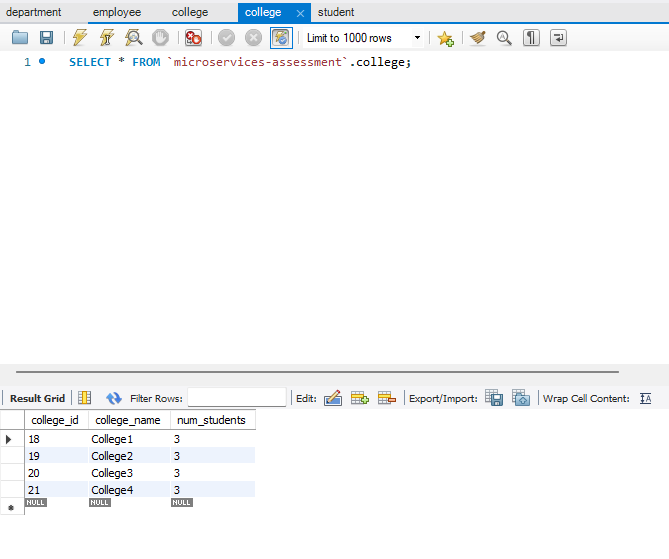 department employee college college student
Limit to 1000 rows
1 SELECT * FROM `microservices-assessment`.college;
Result Grid Filter Rows: Edit: Export/Import: Wrap Cell Content:
college_id college_name num_students
18 College1 3
19 College2 3
20 College3 3
21 College4 3
NULL NULL NULL